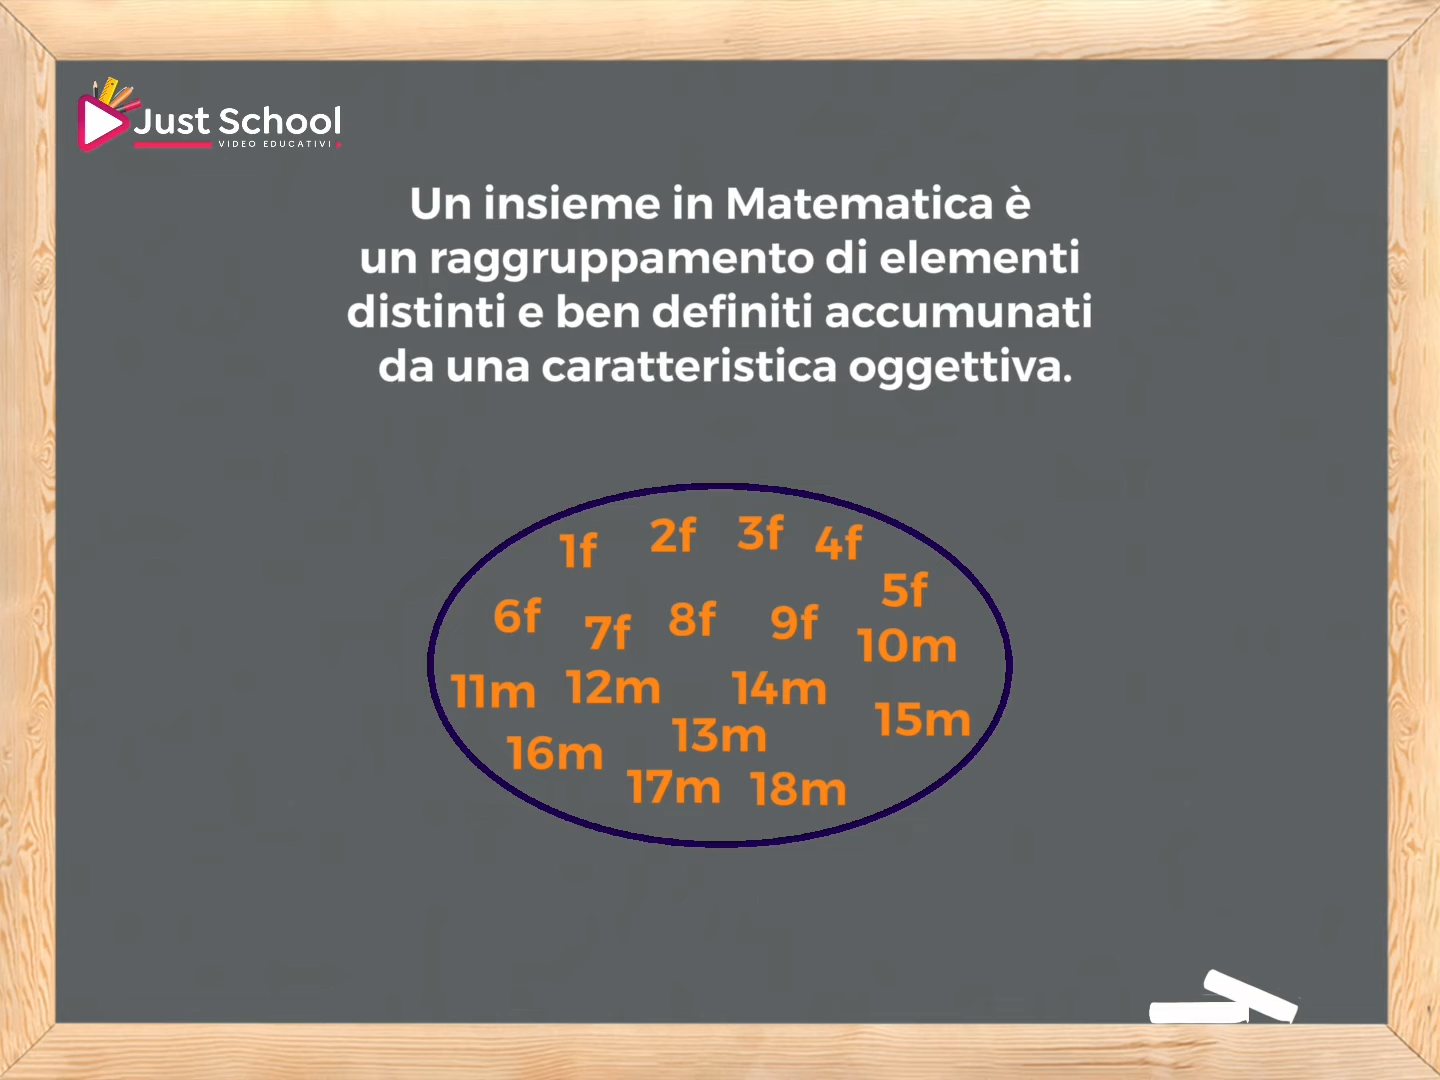 Just School
VIDEO EDUCATIVI
Un insieme in Matematica è
un raggruppamento di elementi
distinti e ben definiti accumunati
da una caratteristica oggettiva.
1f 2f 3f 4f
5f
6f 7f 8f 9f
10m
11m 12m 14m
15m
13m
16m
17m 18m